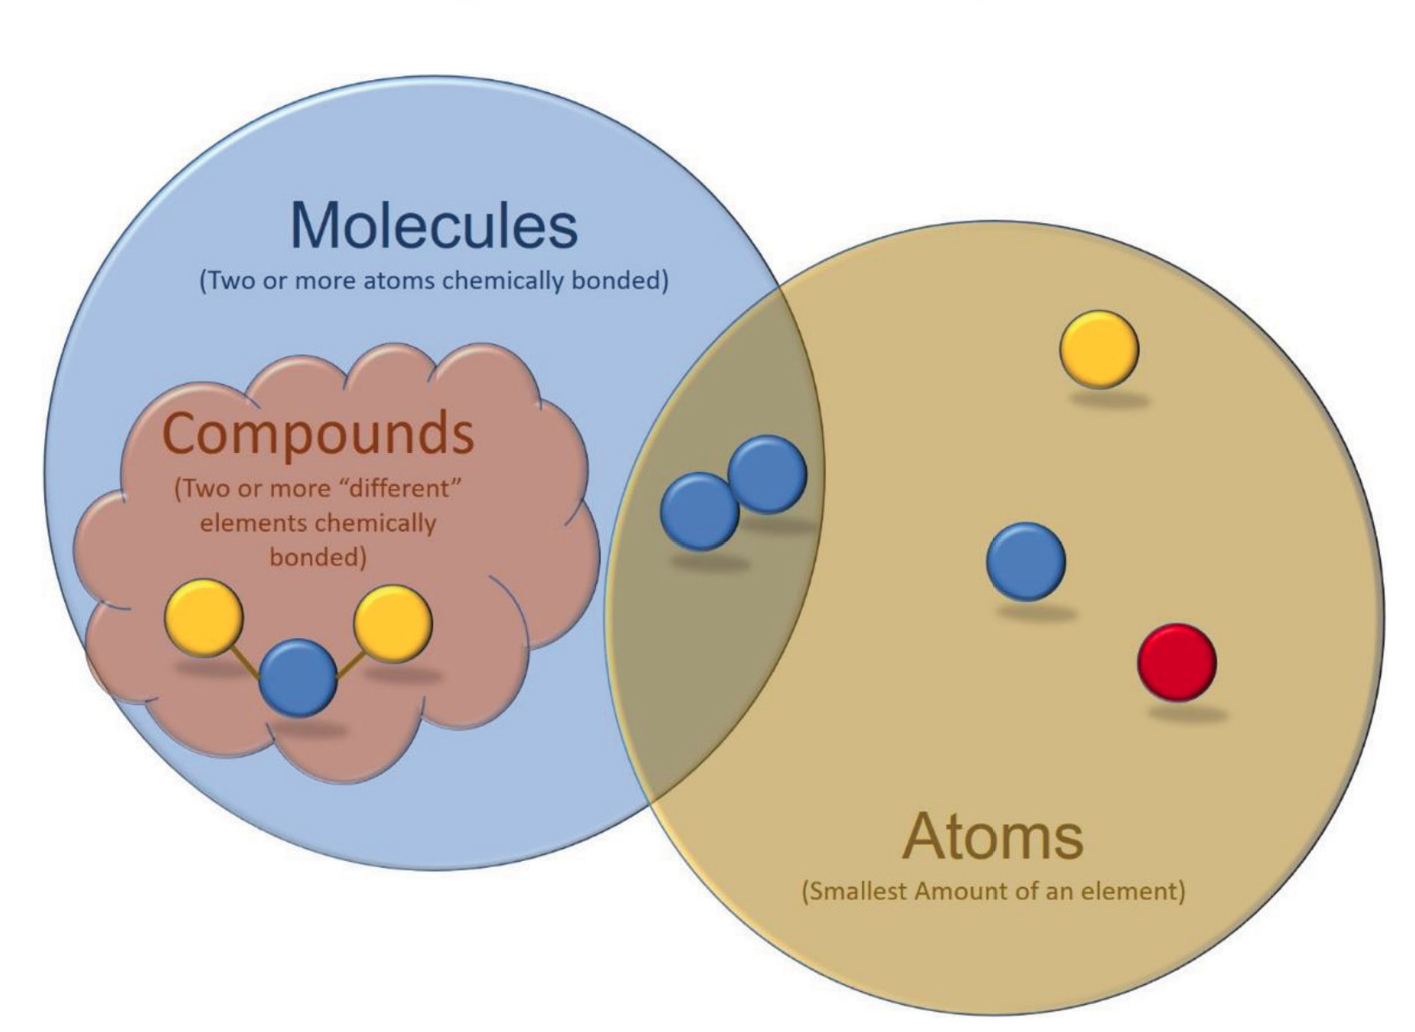 Molecules
(Two or more atoms chemically bonded)
Compounds
(Two or more “different”
elements chemically
bonded)
Atoms
(Smallest Amount of an element)